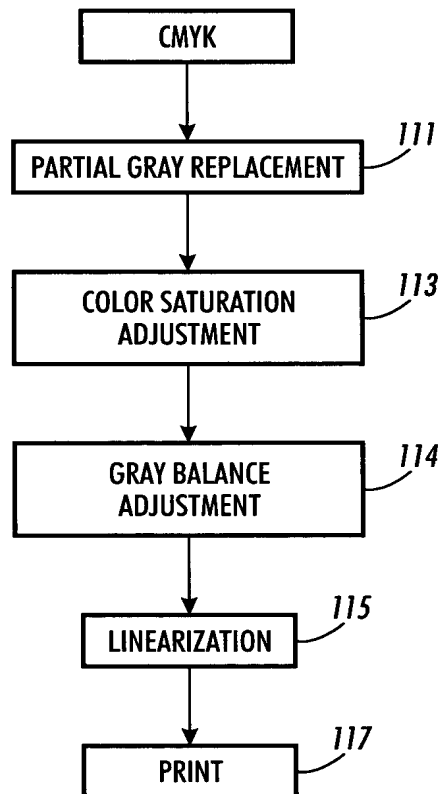 CMYK
111
PARTIAL GRAY REPLACEMENT
113
COLOR SATURATION
ADJUSTMENT
114
GRAY BALANCE
ADJUSTMENT
115
LINEARIZATION
117
PRINT